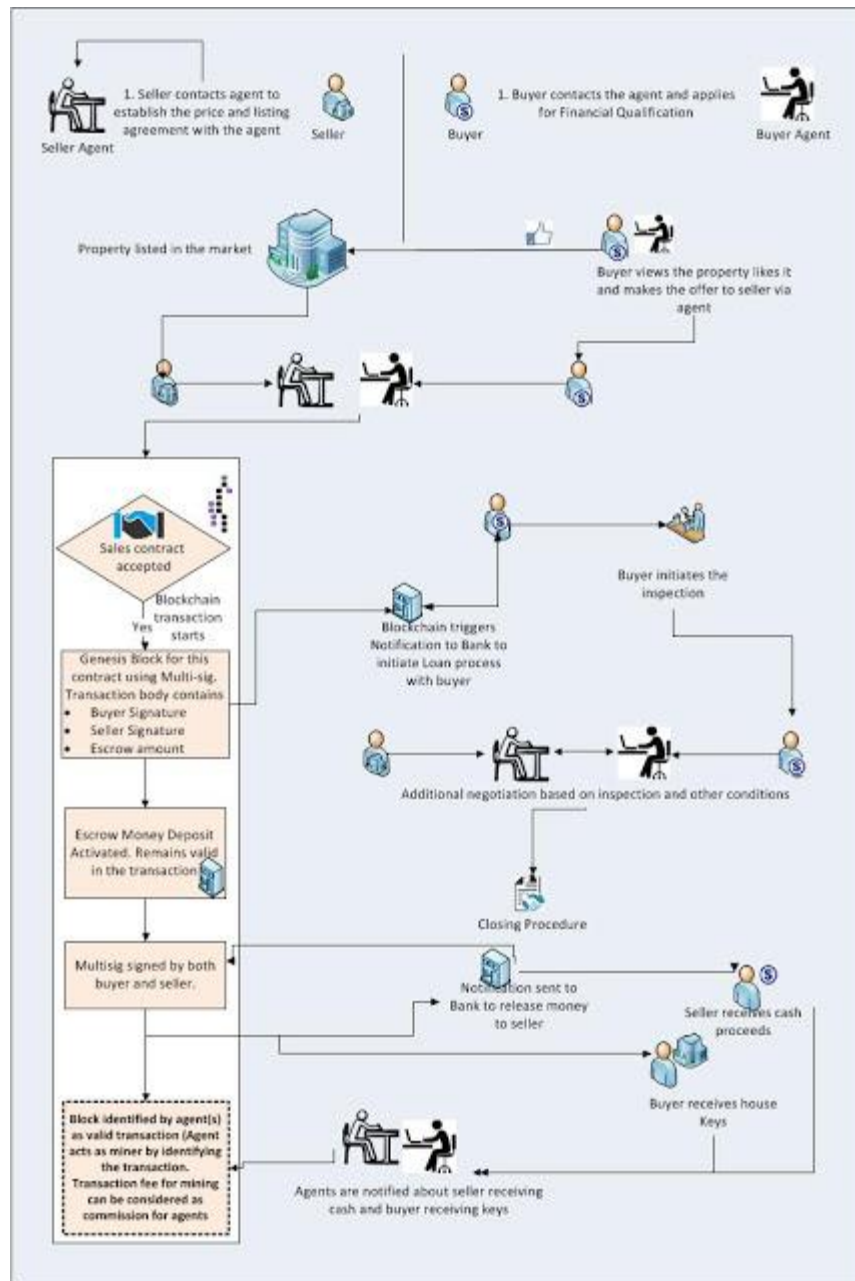 1. Seller contacts agent to
establish the price and listing
agreement with the agent
Seller Agent
Seller
Buyer
1. Buyer contacts the agent and applies
for Financial Qualification
Buyer Agent
Property listed in the market
Buyer views the property likes it
and makes the offer to seller via
agent
Sales contract
accepted
Blockchain
transaction
starts
Yes
Genesis Block for this
contract using Multi-sig.
Transaction body contains
• Buyer Signature
• Seller Signature
• Escrow amount
Blockchain triggers
Notification to Bank to
initiate Loan process
with buyer
Buyer initiates the
inspection
Additional negotiation based on inspection and other conditions
Escrow Money Deposit
Activated. Remains valid
in the transaction
Closing Procedure
Multisig signed by both
buyer and seller.
Notification sent to
Bank to release money
to seller
Seller receives cash
proceeds
Buyer receives house
Keys
Block identified by agent(s)
as valid transaction (Agent
acts as miner by identifying
the transaction.
Transaction fee for mining
can be considered as
commission for agents
Agents are notified about seller receiving
cash and buyer receiving keys